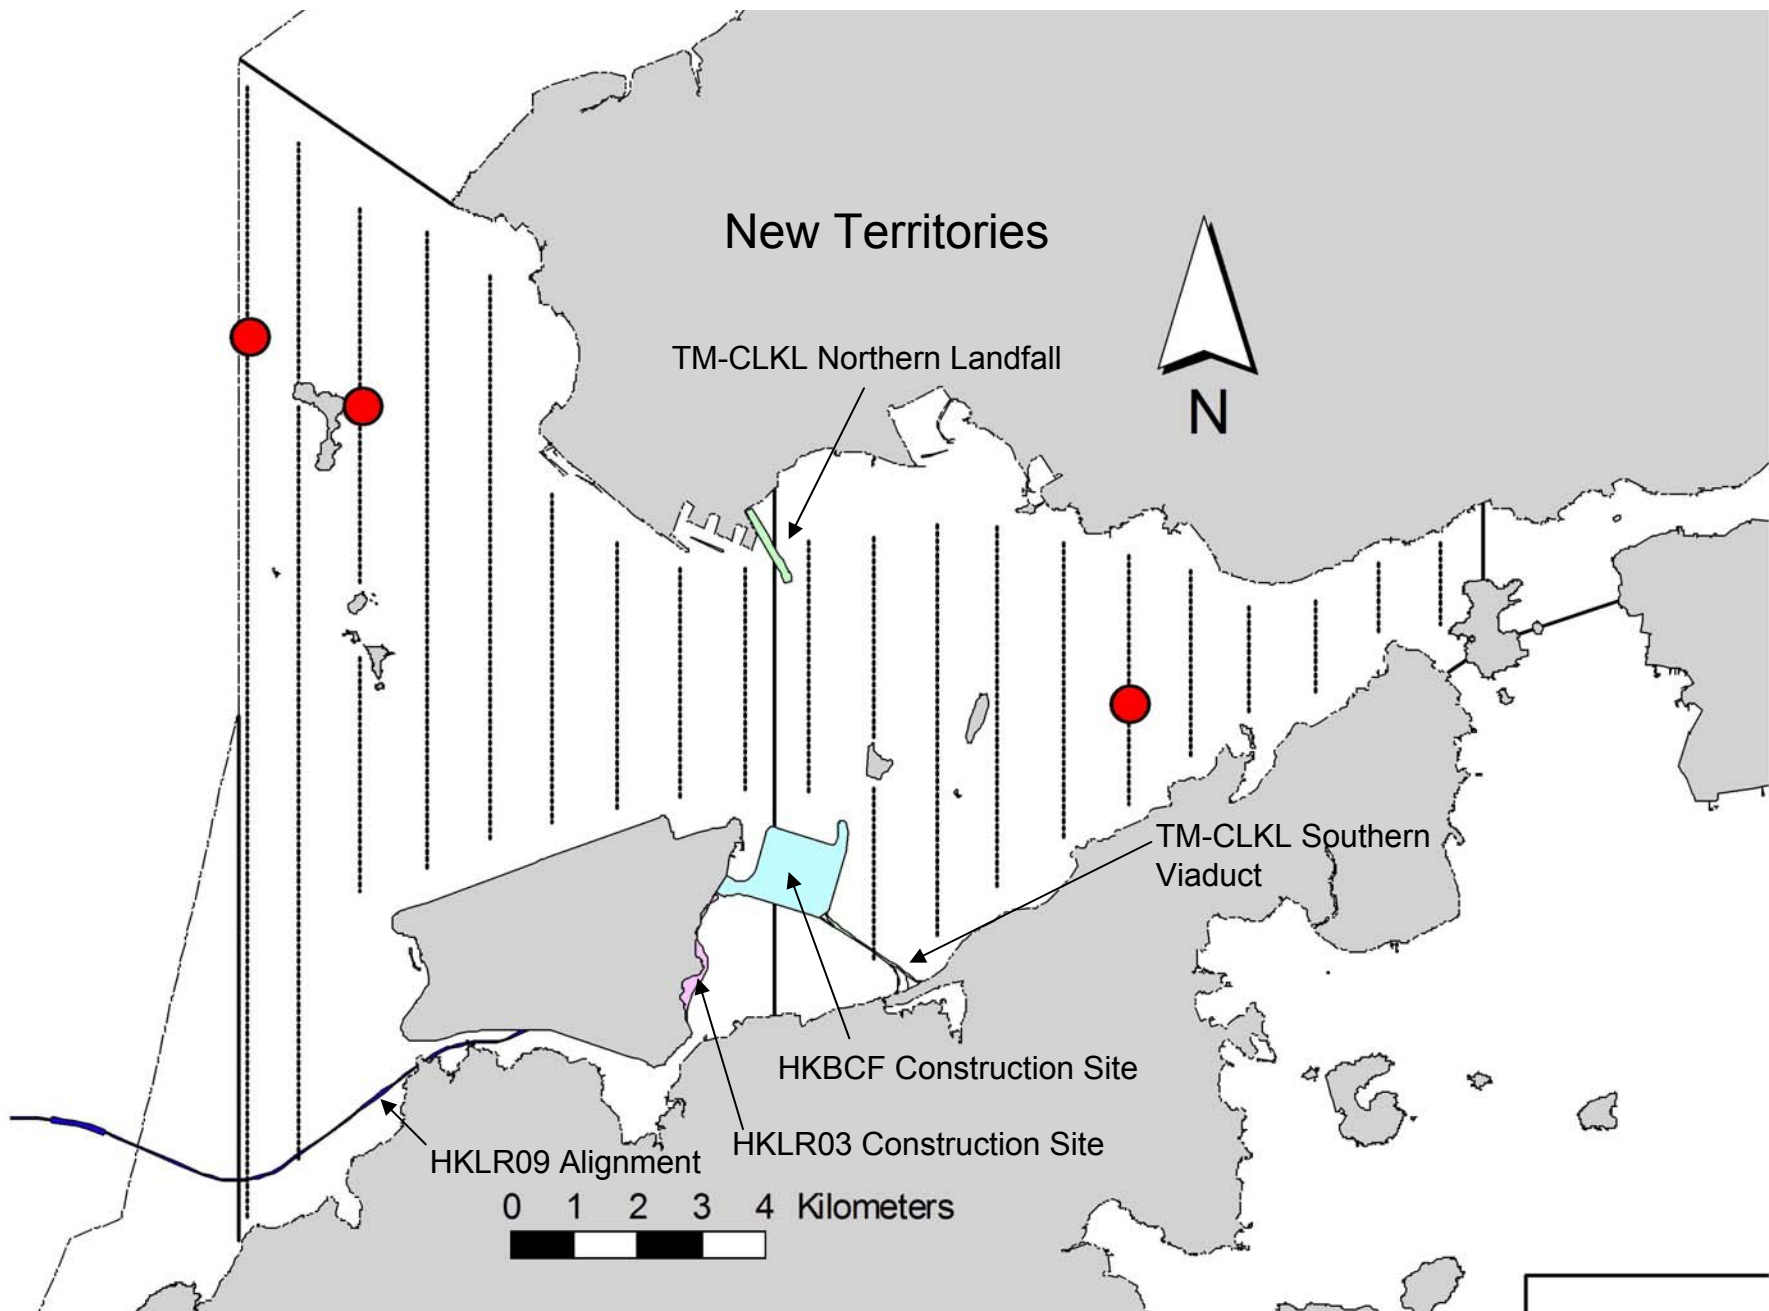 New Territories
TM-CLKL Northern Landfall
N
TM-CLKL Southern
Viaduct
HKBCF Construction Site
HKLR03 Construction Site
HKLR09 Alignment
0 1 2 3 4 Kilometers